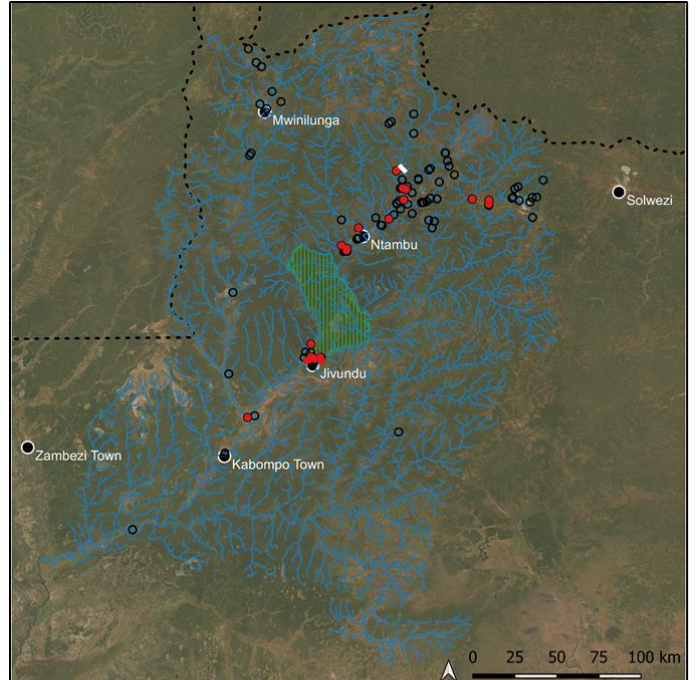 Mwinilunga
Solwezi
Ntambu
Jivundu
Zambezi Town
Kabompo Town
0 25 50 75 100 km